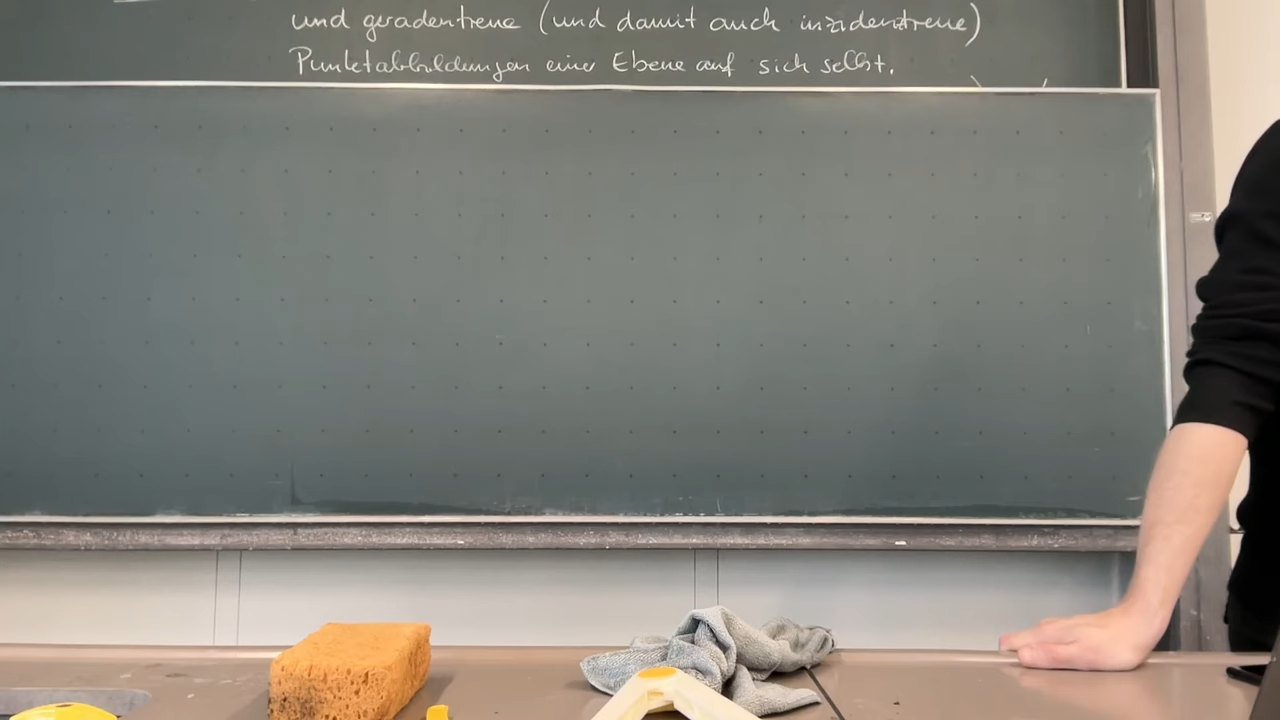 und geradentreue (und damit auch inzidenztreue)
Punktabbildungen einer Ebene auf sich selbst.